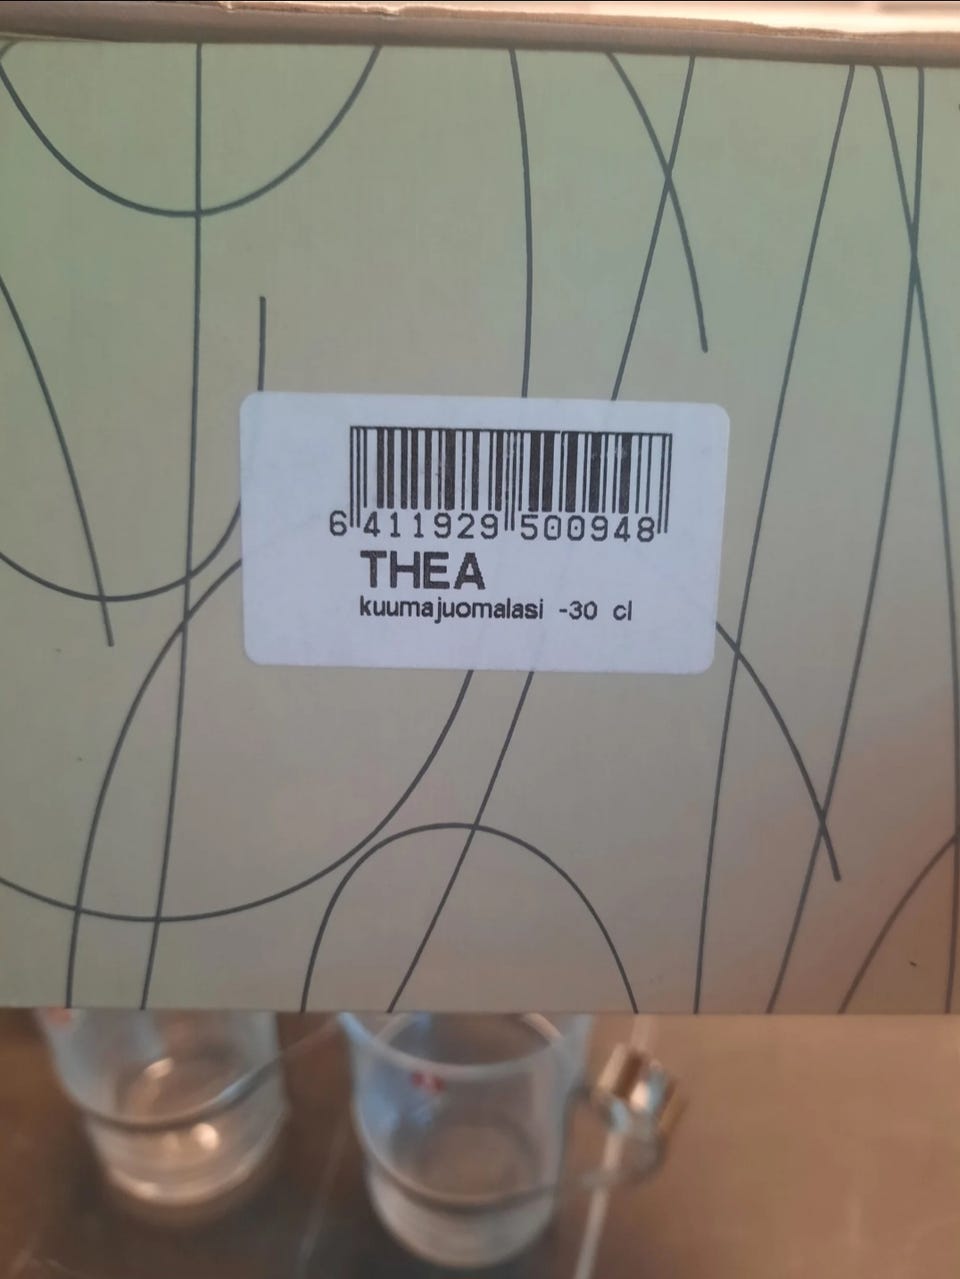 6 411929 500948
THEA
kuumajuomalasi -30 cl